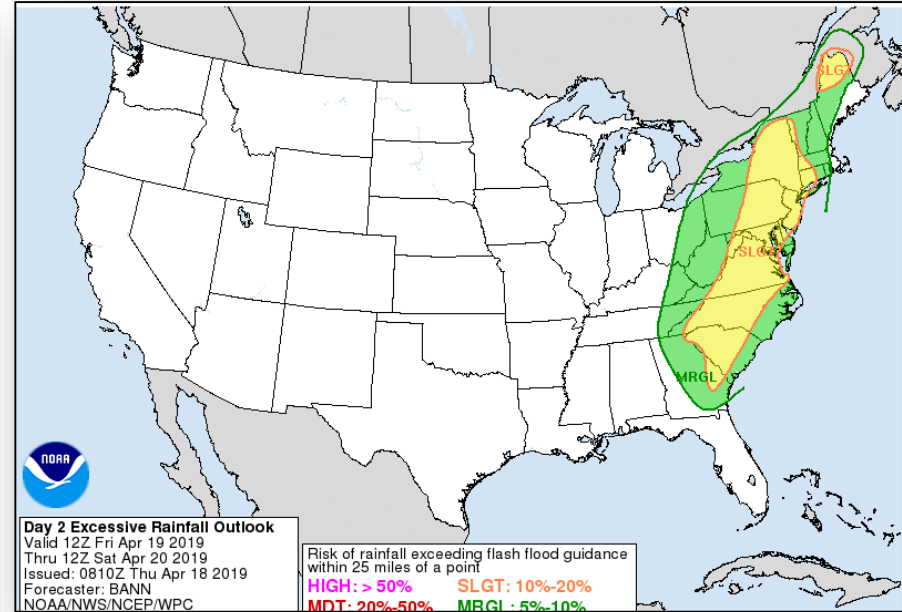 SLGT
SLGT
MRGL
NOAA
Day 2 Excessive Rainfall Outlook
Valid 12Z Fri Apr 19 2019
Thru 12Z Sat Apr 20 2019
Issued: 0810Z Thu Apr 18 2019
Forecaster: BANN
NOAA/NWS/NCEP/WPC
Risk of rainfall exceeding flash flood guidance
within 25 miles of a point
HIGH: > 50% SLGT: 10%-20%
MDT: 20%-50% MRGL: 5%-10%